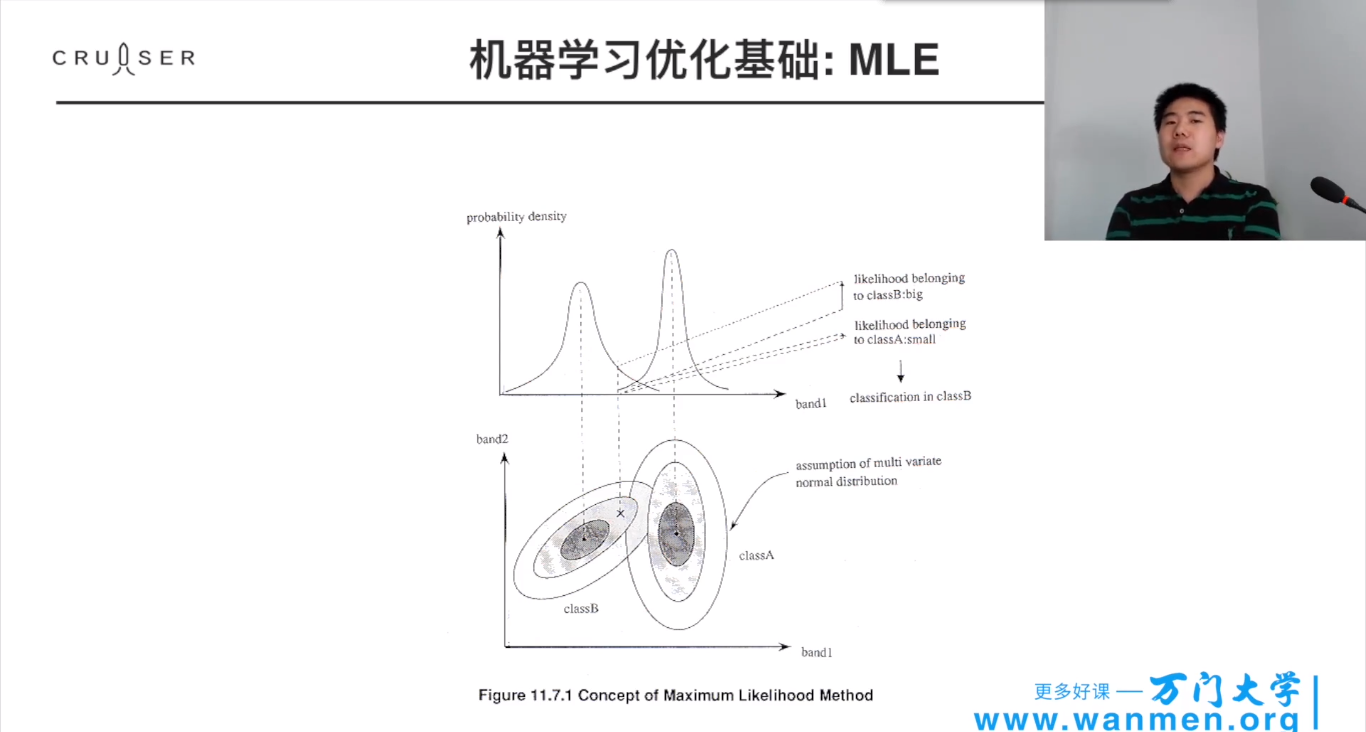 CRUISER
机器学习优化基础: MLE
probability density
likelihood belonging
to classB:big
likelihood belonging
to classA:small
classification in classB
band1
band2
assumption of multi variate
normal distribution
classA
classB
band1
Figure 11.7.1 Concept of Maximum Likelihood Method
更多好课 — 万门大学
www.wanmen.org